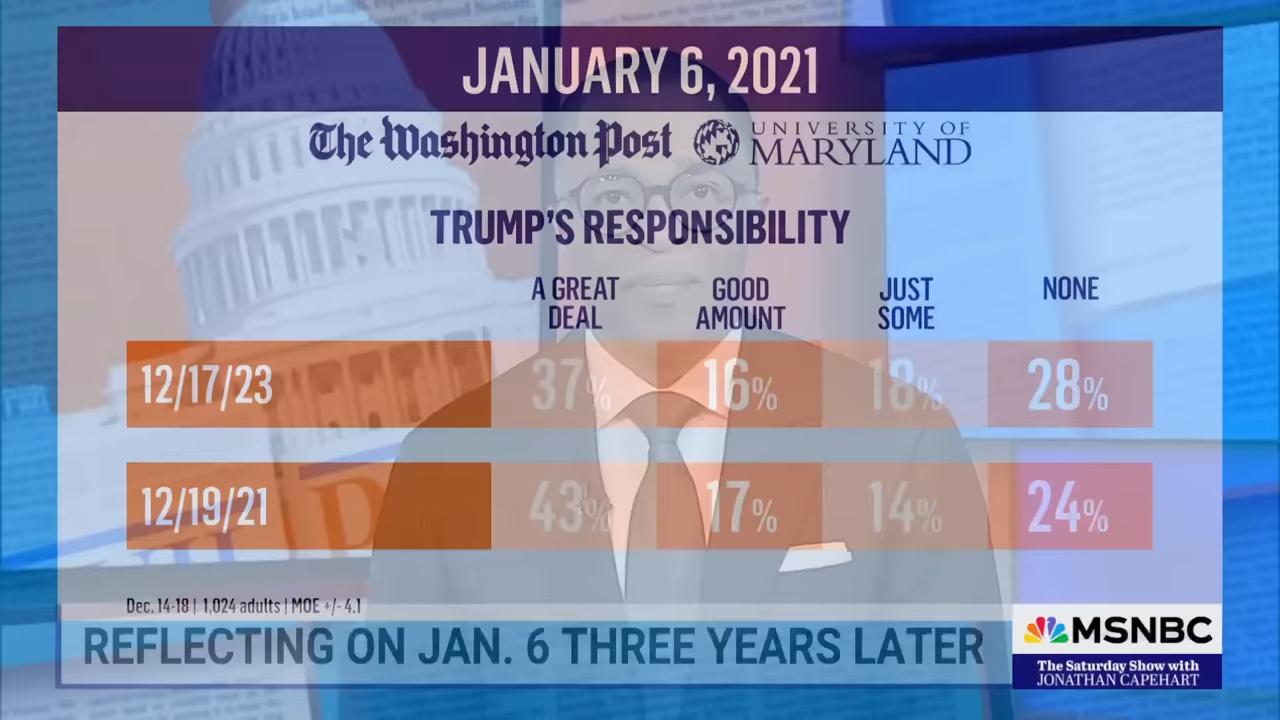 JANUARY 6, 2021
The Washington Post UNIVERSITY OF MARYLAND
TRUMP'S RESPONSIBILITY
A GREAT DEAL GOOD AMOUNT JUST SOME NONE
12/17/23 37% 16% 18% 28%
12/19/21 43% 17% 14% 24%
Dec. 14-18 | 1,024 adults | MOE +/- 4.1
REFLECTING ON JAN. 6 THREE YEARS LATER
MSNBC
The Saturday Show with
JONATHAN CAPEHART